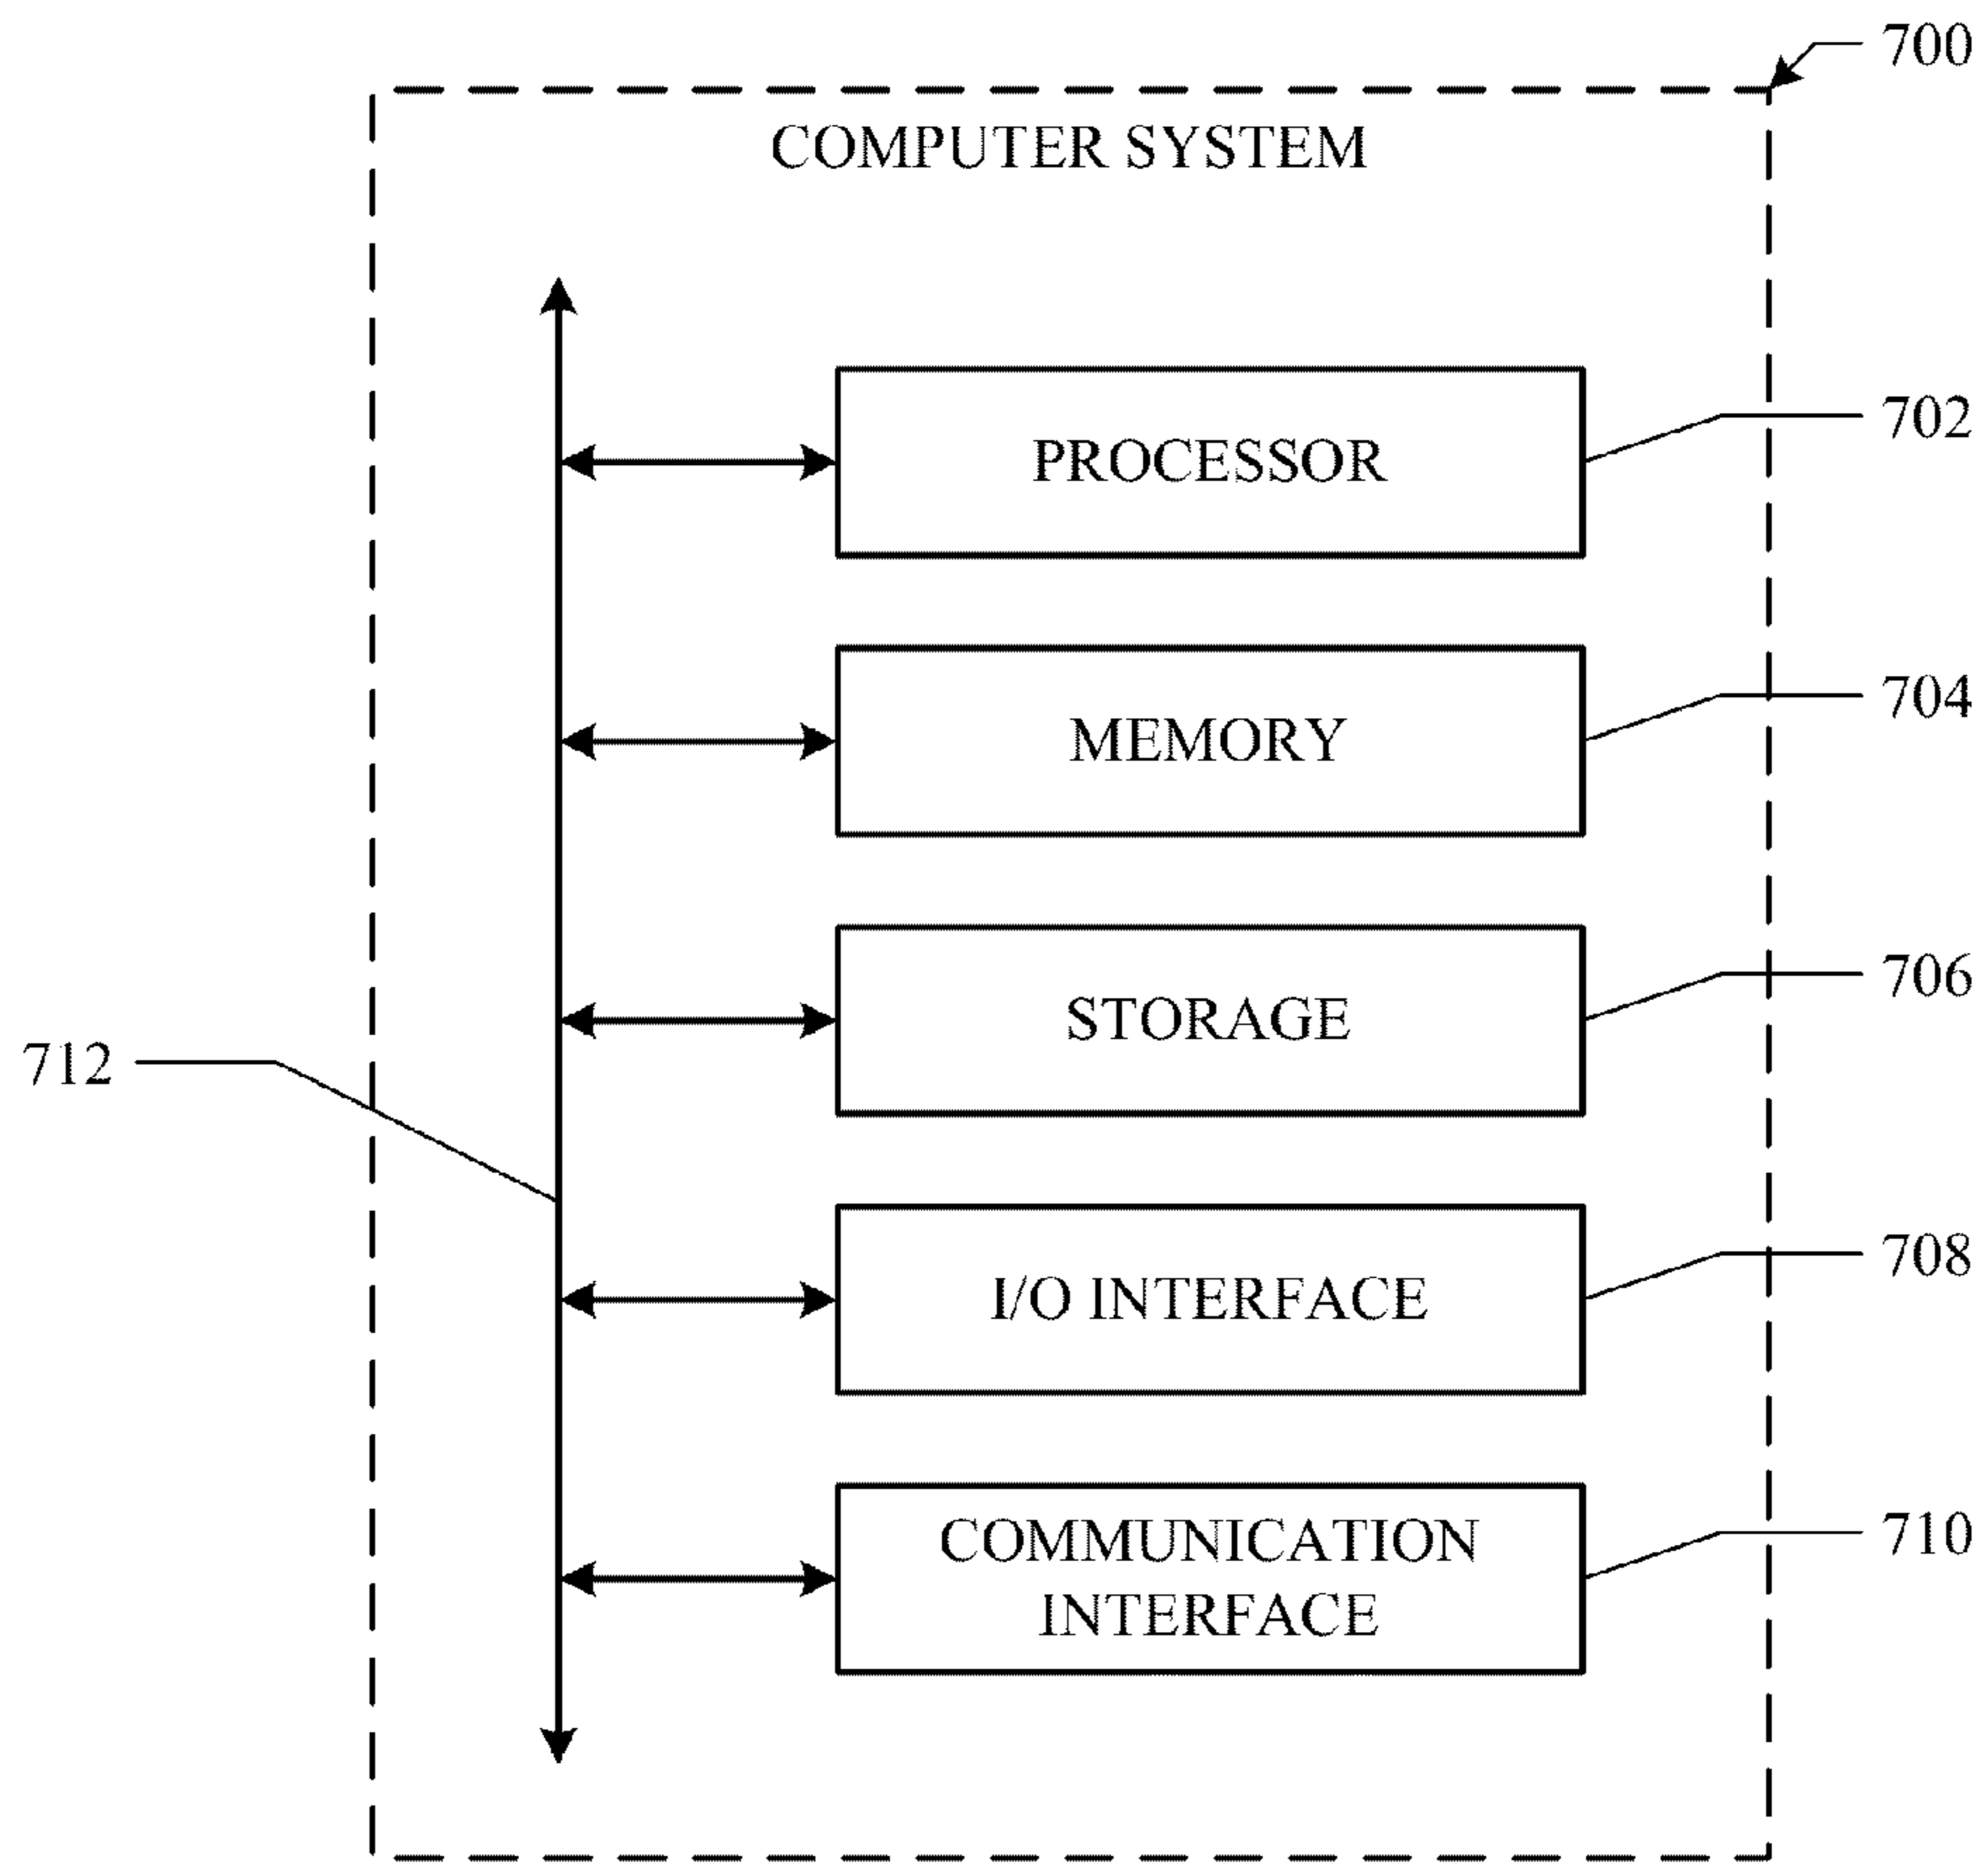 700
COMPUTER SYSTEM
702
PROCESSOR
704
MEMORY
706
STORAGE
712
708
I/O INTERFACE
710
COMMUNICATION
INTERFACE